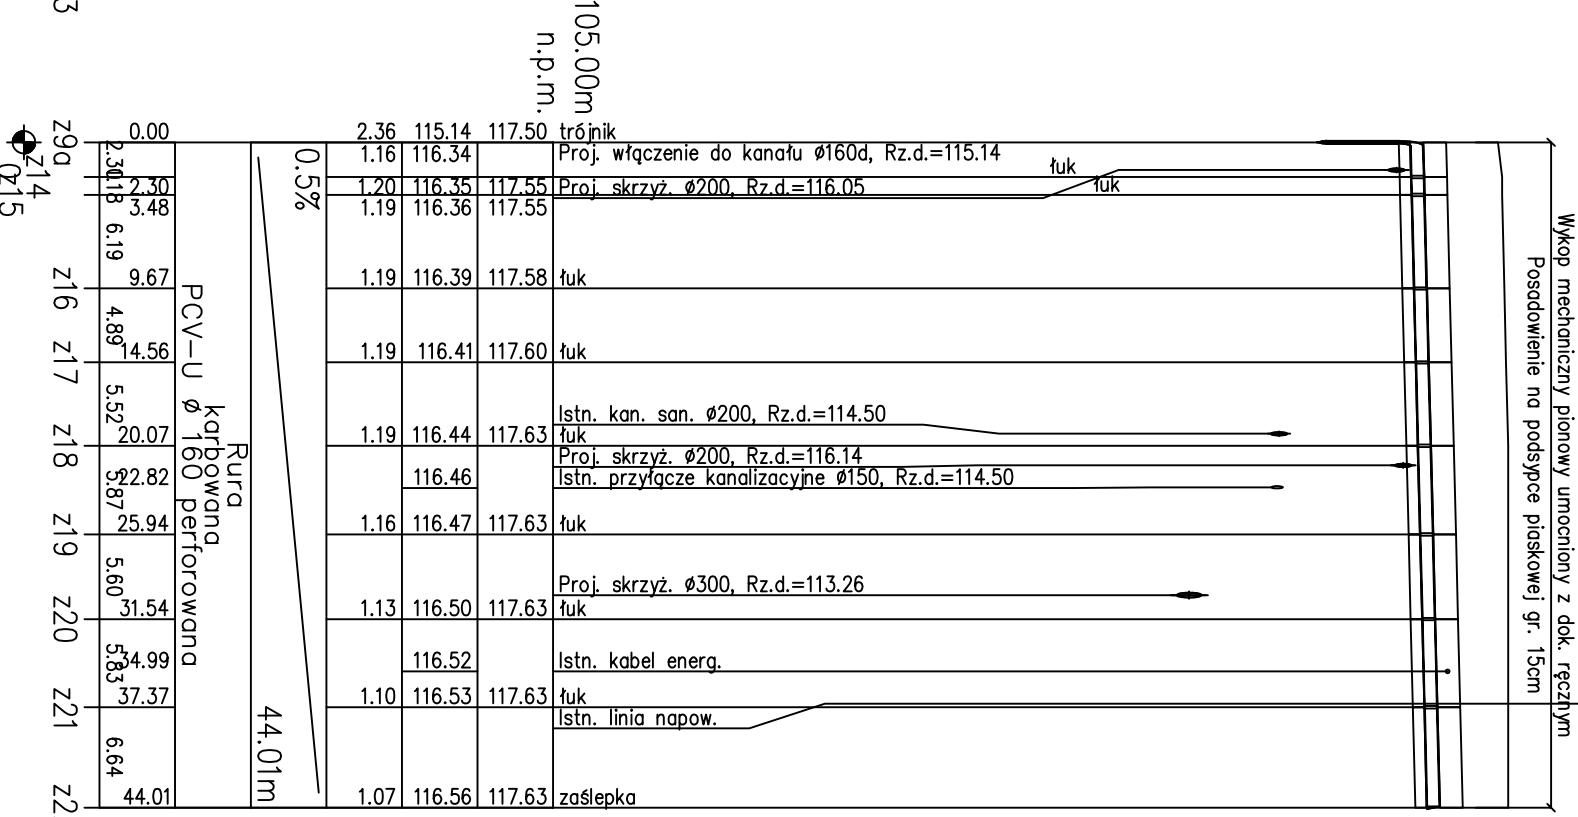 3
105.00m
n.p.m.
z9a
z14
z15
z16
z17
z18
z19
z20
z21
z2
0.00 2.36 115.14 117.50 trójnik
1.16 116.34 Proj. włączenie do kanału Ø160d, Rz.d.=115.14
łuk
2.30 1.20 116.35 117.55 Proj. skrzyż. Ø200, Rz.d.=116.05
łuk
3.48 1.19 116.36 117.55
9.67 1.19 116.39 117.58 łuk
14.56 1.19 116.41 117.60 łuk
Istn. kan. san. Ø200, Rz.d.=114.50
20.07 1.19 116.44 117.63 łuk
Proj. skrzyż. Ø200, Rz.d.=116.14
22.82 116.46 Istn. przyłącze kanalizacyjne Ø150, Rz.d.=114.50
25.94 1.16 116.47 117.63 łuk
Proj. skrzyż. Ø300, Rz.d.=113.26
31.54 1.13 116.50 117.63 łuk
34.99 116.52 Istn. kabel energ.
37.37 1.10 116.53 117.63 łuk
Istn. linia napow.
44.01 1.07 116.56 117.63 zaślepka
2.30
1.18
6.19
4.89
5.52
5.87
5.60
5.83
6.64
0.5%
44.01m
Rura
karbowana
PCV-U Ø 160 perforowana
Wykop mechaniczny pionowy umocniony z dok. ręcznym
Posadowienie na podsypce piaskowej gr. 15cm